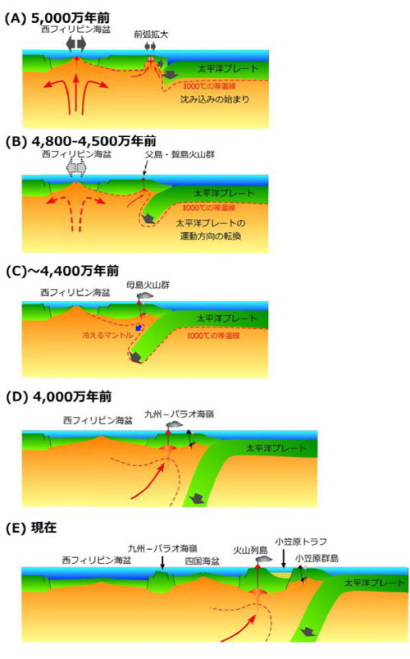 (A) 5,000万年前
西フィリピン海盆
前弧拡大
太平洋プレート
1000℃の等温線
沈み込みの始まり
(B) 4,800-4,500万年前
西フィリピン海盆
父島・聟島火山群
太平洋プレート
1000℃の等温線
太平洋プレートの
運動方向の転換
(C)〜4,400万年前
母島火山群
西フィリピン海盆
太平洋プレート
冷えるマントル
1000℃の等温線
(D) 4,000万年前
九州−パラオ海嶺
西フィリピン海盆
太平洋プレート
(E) 現在
小笠原トラフ
九州−パラオ海嶺
火山列島
小笠原群島
西フィリピン海盆
四国海盆
太平洋プレート